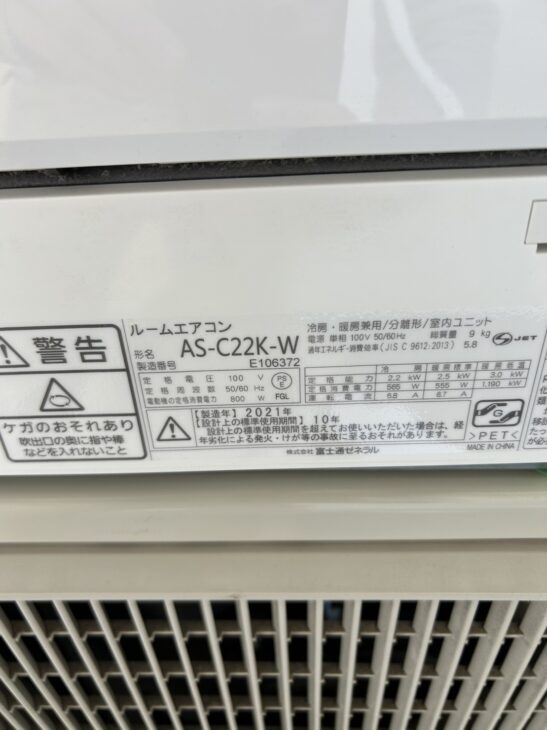 警告
ケガのおそれあり
吹出口の奥に指や棒
などを入れないこと
ルームエアコン
形名 AS-C22K-W
製造番号 E106372
定格電圧 100 V
定格周波数 50/60 Hz
電動機の定格消費電力 800 W
PS
E
FGL
冷房・暖房兼用/分離形/室内ユニット
電源 単相 100V 50/60Hz 総質量 9 kg
通年エネルギー消費効率(JIS C 9612:2013) 5.8
JET
冷房 暖房標準 暖房低温
定格能力 2.2 kW 2.5 kW 3.0 kW
定格消費電力 585 W 555 W 1,190 kW
運転電流 6.8 A 6.7 A
【製造年】2021年
【設計上の標準使用期間】10年
設計上の標準使用期間を超えてお使いいただいた場合は、経
年劣化による発火・けが等の事故に至るおそれがあります。
株式会社 富士通ゼネラル
>PET<
MADE IN CHINA